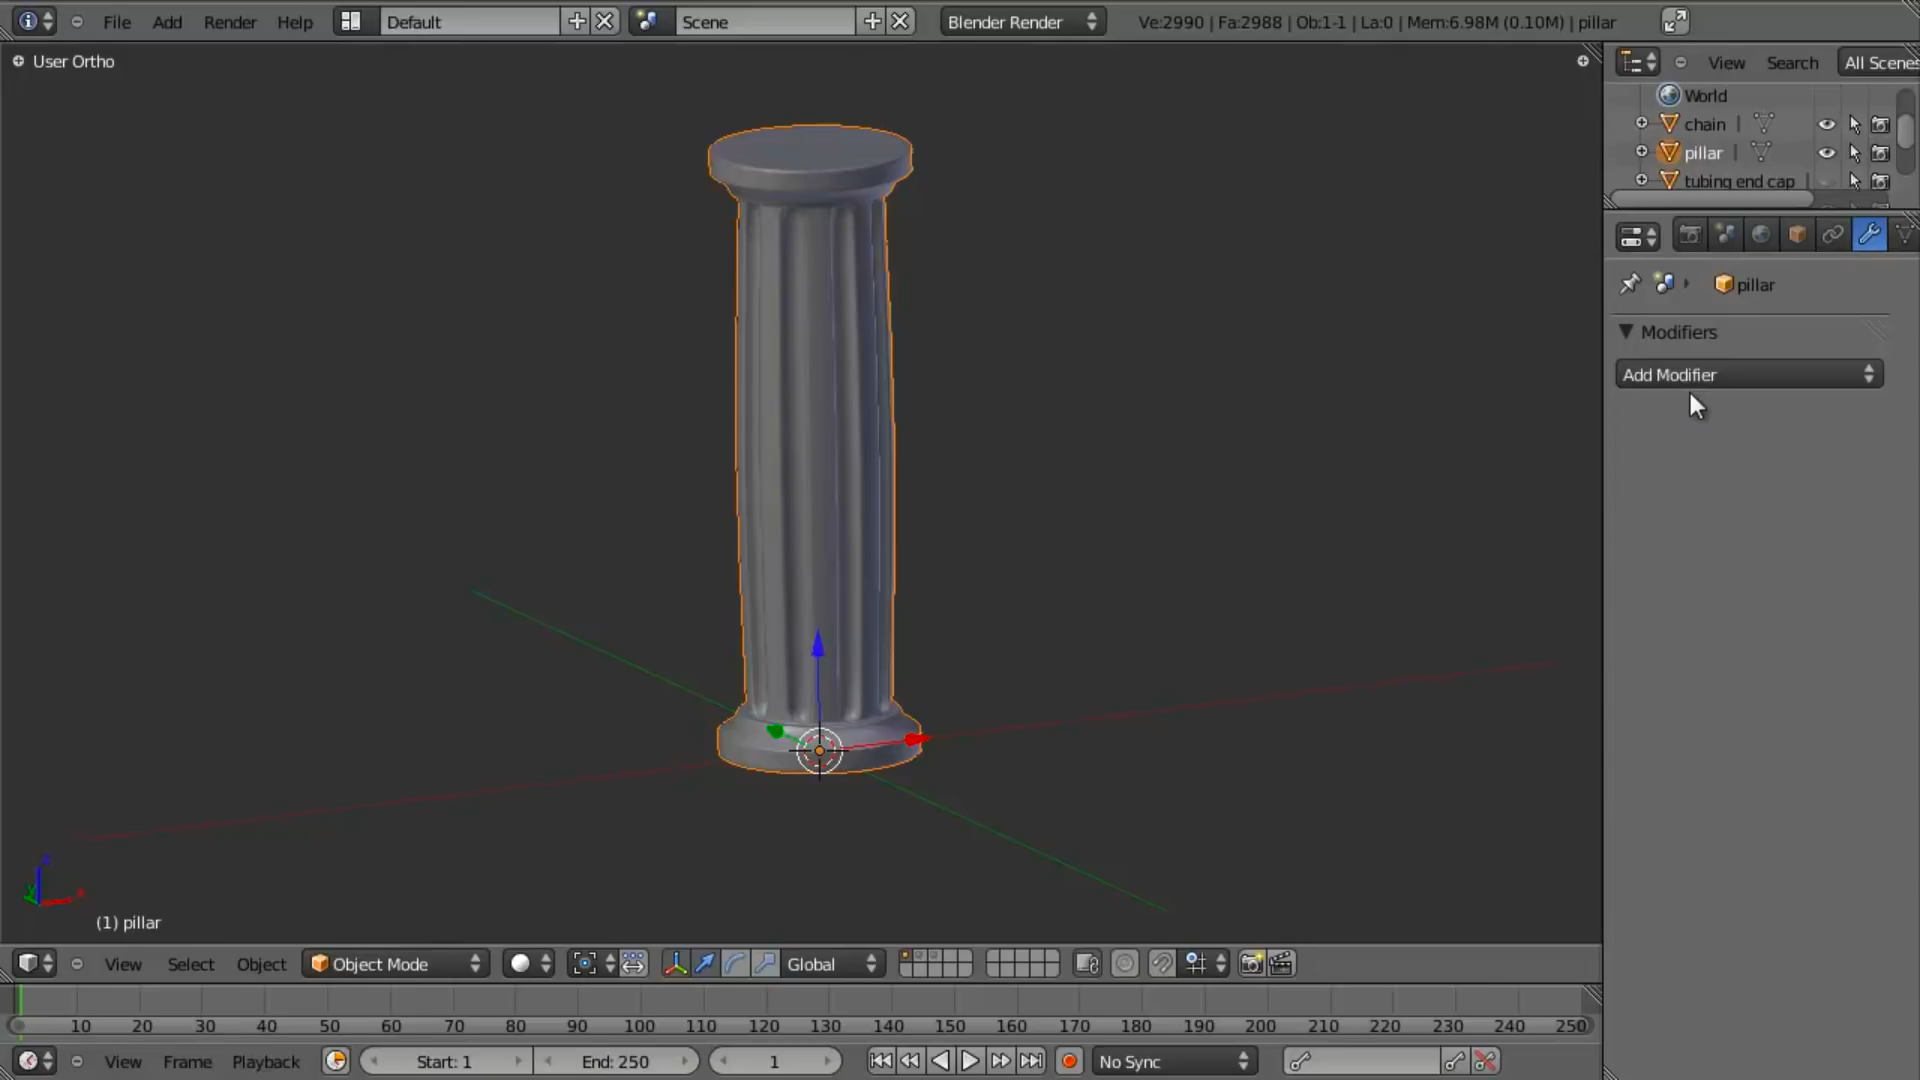 File Add Render Help Default Scene Blender Render Ve:2990 | Fa:2988 | Ob:1-1 | La:0 | Mem:6.98M (0.10M) | pillar
User Ortho
View Search All Scenes
World
chain
pillar
tubing end cap
pillar
Modifiers
Add Modifier
(1) pillar
View Select Object Object Mode Global
10 20 30 40 50 60 70 80 90 100 110 120 130 140 150 160 170 180 190 200 210 220 230 240 250
View Frame Playback Start: 1 End: 250 1 No Sync